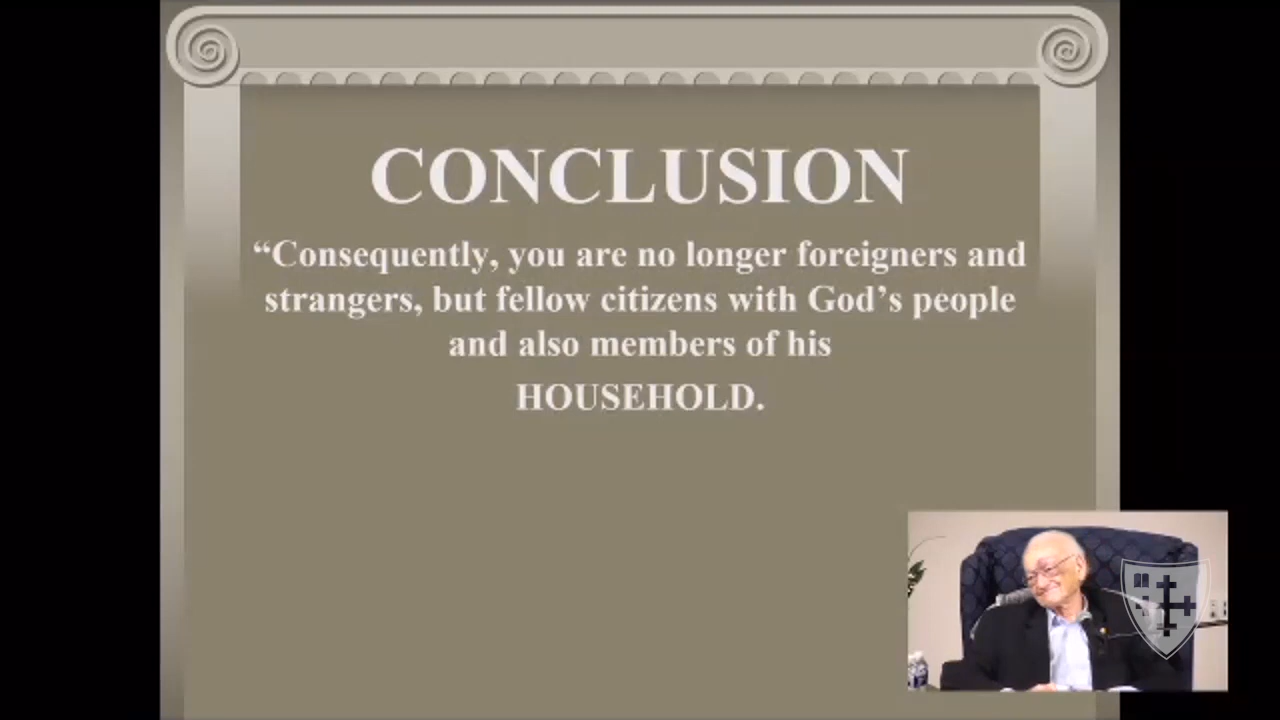 CONCLUSION
“Consequently, you are no longer foreigners and
strangers, but fellow citizens with God’s people
and also members of his
HOUSEHOLD.